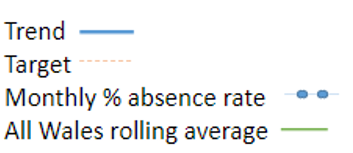 Trend
Target
Monthly % absence rate
All Wales rolling average